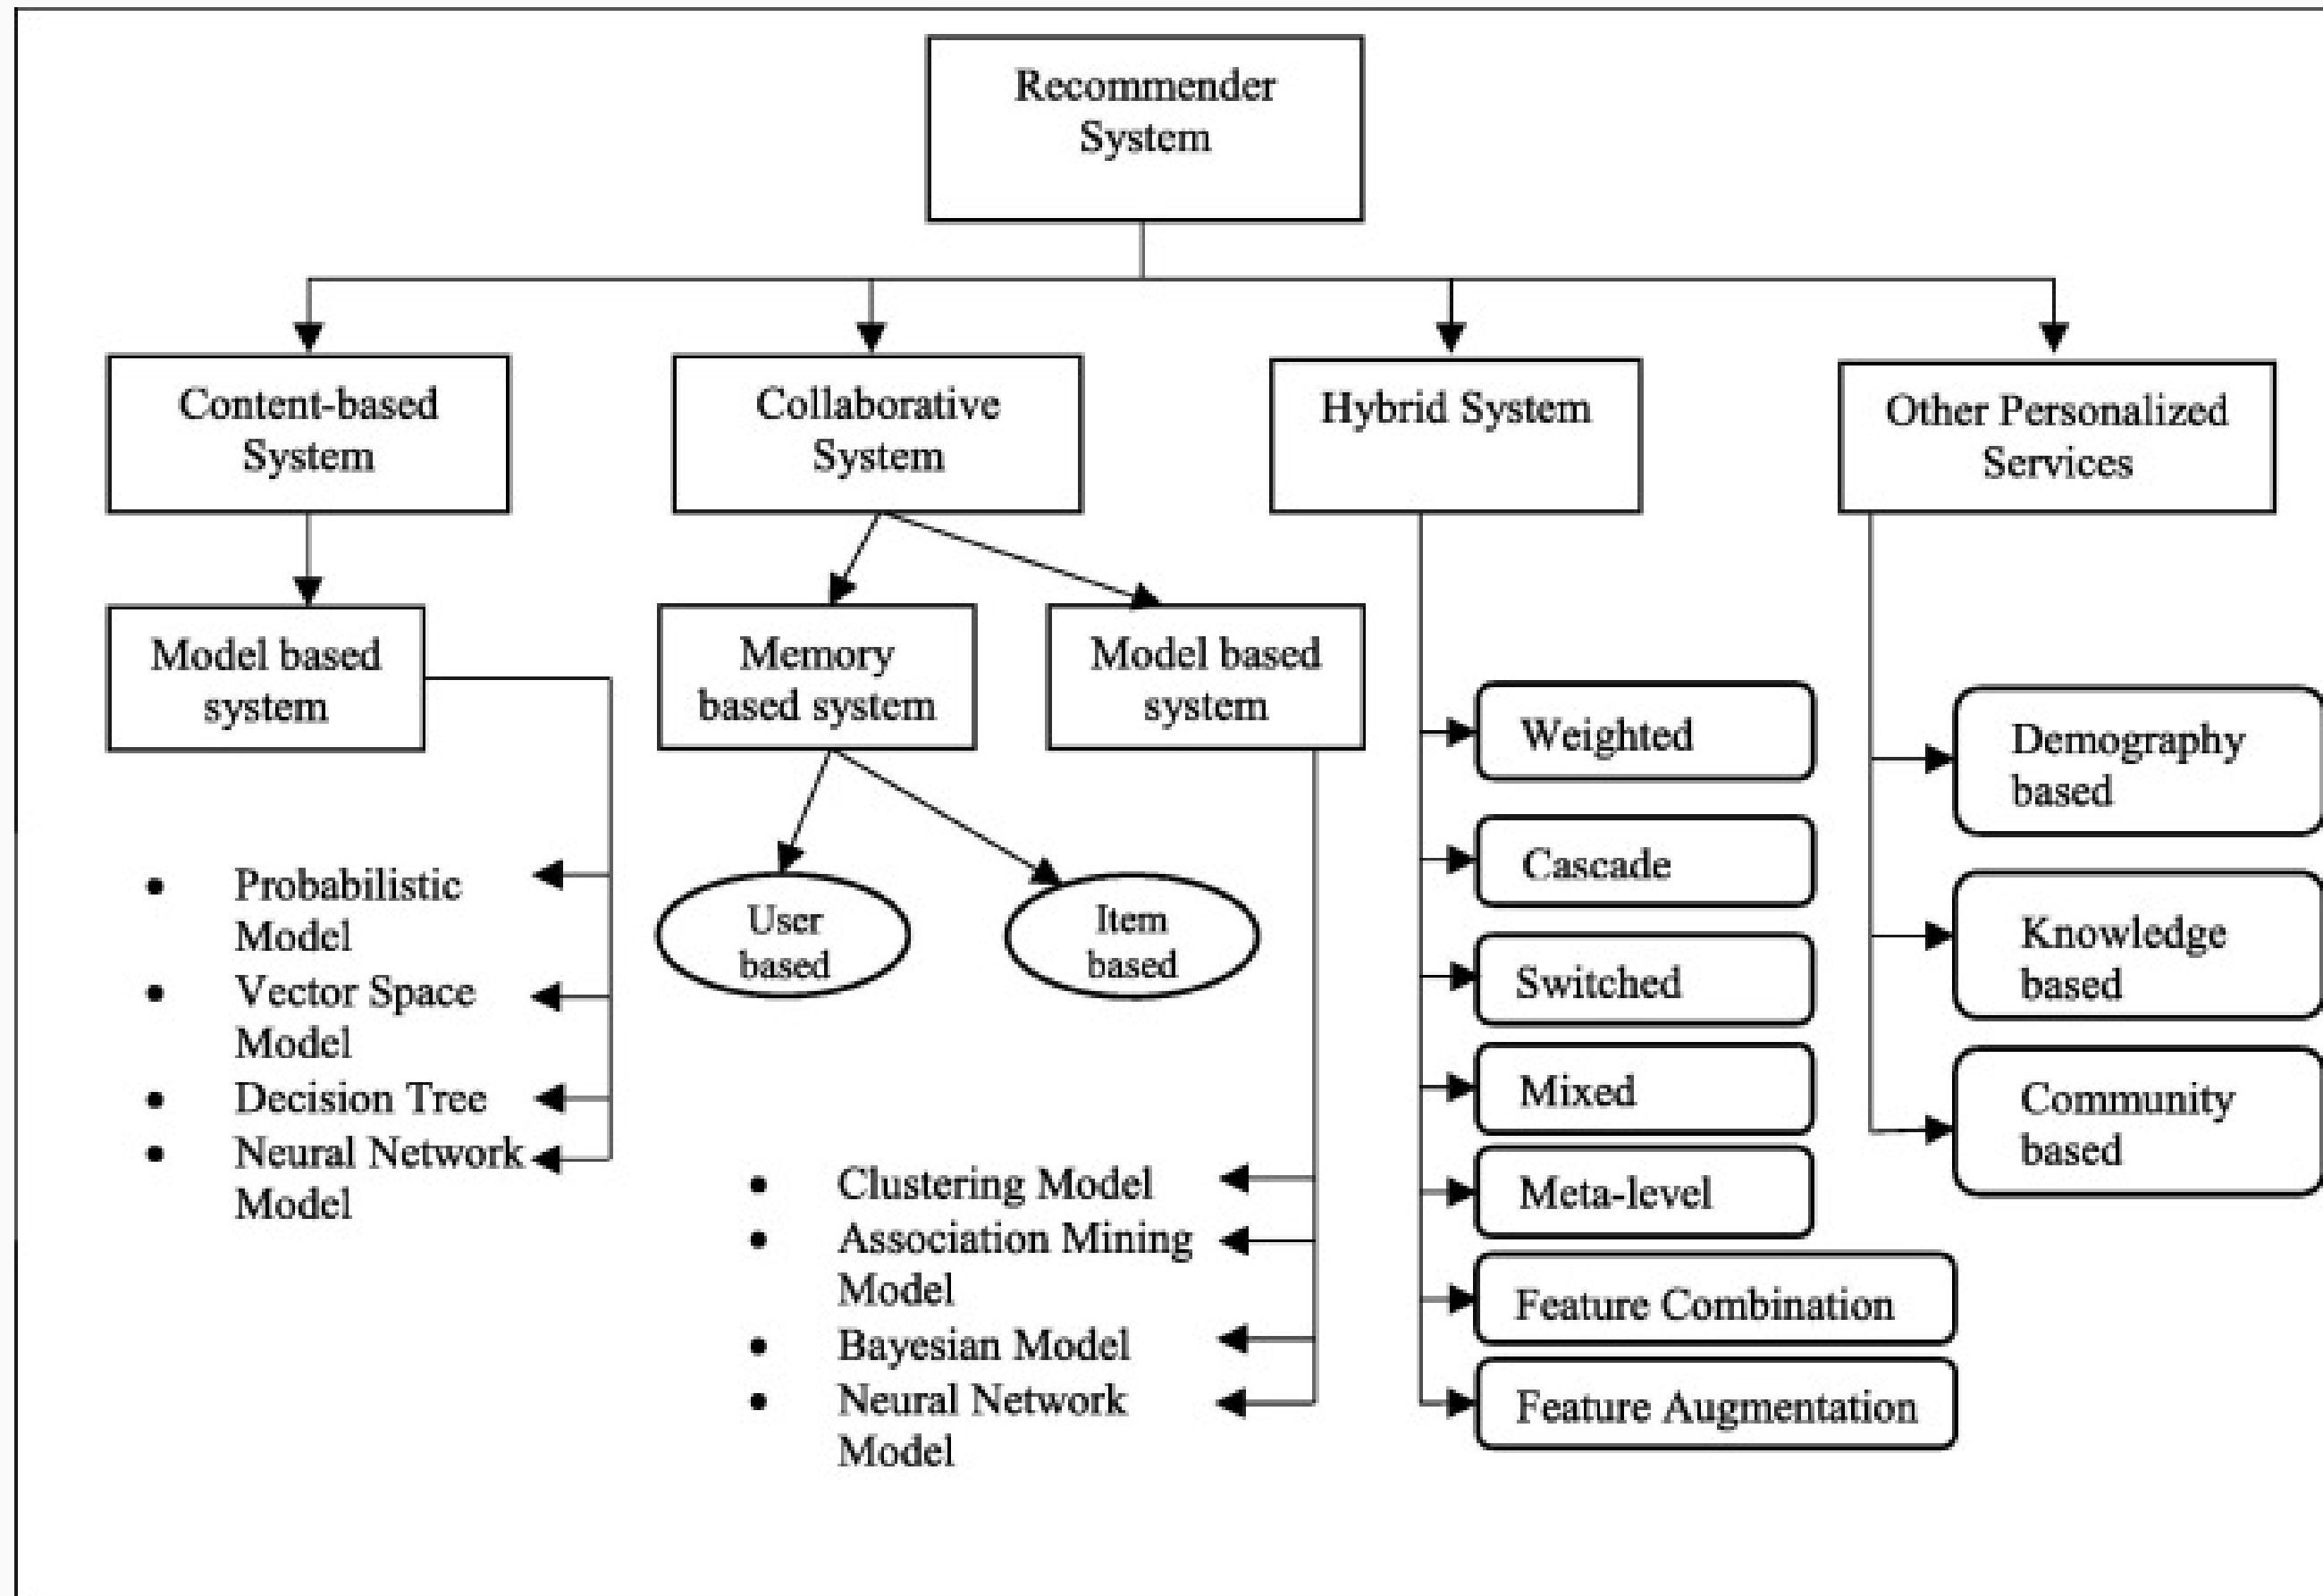 Recommender
System
Content-based
System
Collaborative
System
Hybrid System
Other Personalized
Services
Model based
system
Memory
based system
Model based
system
• Probabilistic
Model
• Vector Space
Model
• Decision Tree
• Neural Network
Model
User
based
Item
based
• Clustering Model
• Association Mining
Model
• Bayesian Model
• Neural Network
Model
Weighted
Cascade
Switched
Mixed
Meta-level
Feature Combination
Feature Augmentation
Demography
based
Knowledge
based
Community
based